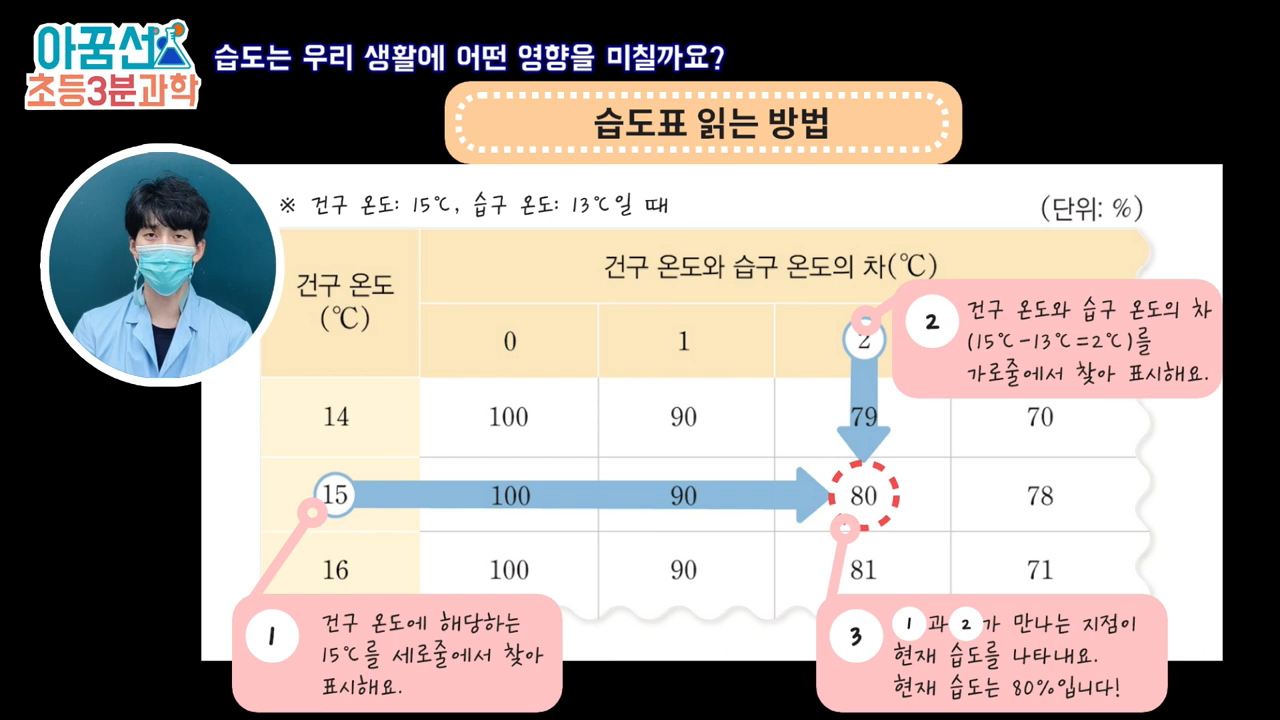 아꿈선
초등3분과학
습도는 우리 생활에 어떤 영향을 미칠까요?
습도표 읽는 방법
※ 건구 온도: 15℃, 습구 온도: 13℃일 때
(단위: %)
건구 온도
(℃)
건구 온도와 습구 온도의 차(℃)
0 1 2
14 100 90 79 70
15 100 90 80 78
16 100 90 81 71
1
건구 온도에 해당하는
15℃를 세로줄에서 찾아
표시해요.
2
건구 온도와 습구 온도의 차
(15℃-13℃=2℃)를
가로줄에서 찾아 표시해요.
3
1과 2가 만나는 지점이
현재 습도를 나타내요.
현재 습도는 80%입니다!